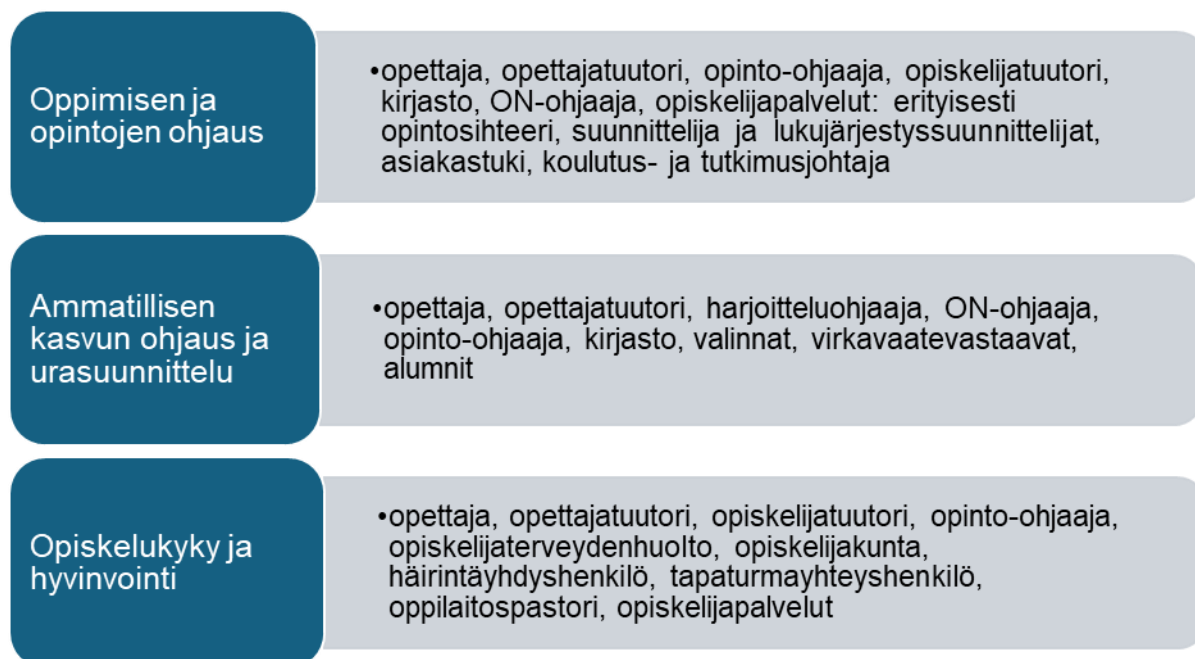 Oppimisen ja
opintojen ohjaus
•opettaja, opettajatuutori, opinto-ohjaaja, opiskelijatuutori,
kirjasto, ON-ohjaaja, opiskelijapalvelut: erityisesti
opintosihteeri, suunnittelija ja lukujärjestyssuunnittelijat,
asiakastuki, koulutus- ja tutkimusjohtaja
Ammatillisen
kasvun ohjaus ja
urasuunnittelu
•opettaja, opettajatuutori, harjoitteluohjaaja, ON-ohjaaja,
opinto-ohjaaja, kirjasto, valinnat, virkavaatevastaavat,
alumnit
Opiskelukyky ja
hyvinvointi
•opettaja, opettajatuutori, opiskelijatuutori, opinto-ohjaaja,
opiskelijaterveydenhuolto, opiskelijakunta,
häirintäyhdyshenkilö, tapaturmayhteyshenkilö,
oppilaitospastori, opiskelijapalvelut